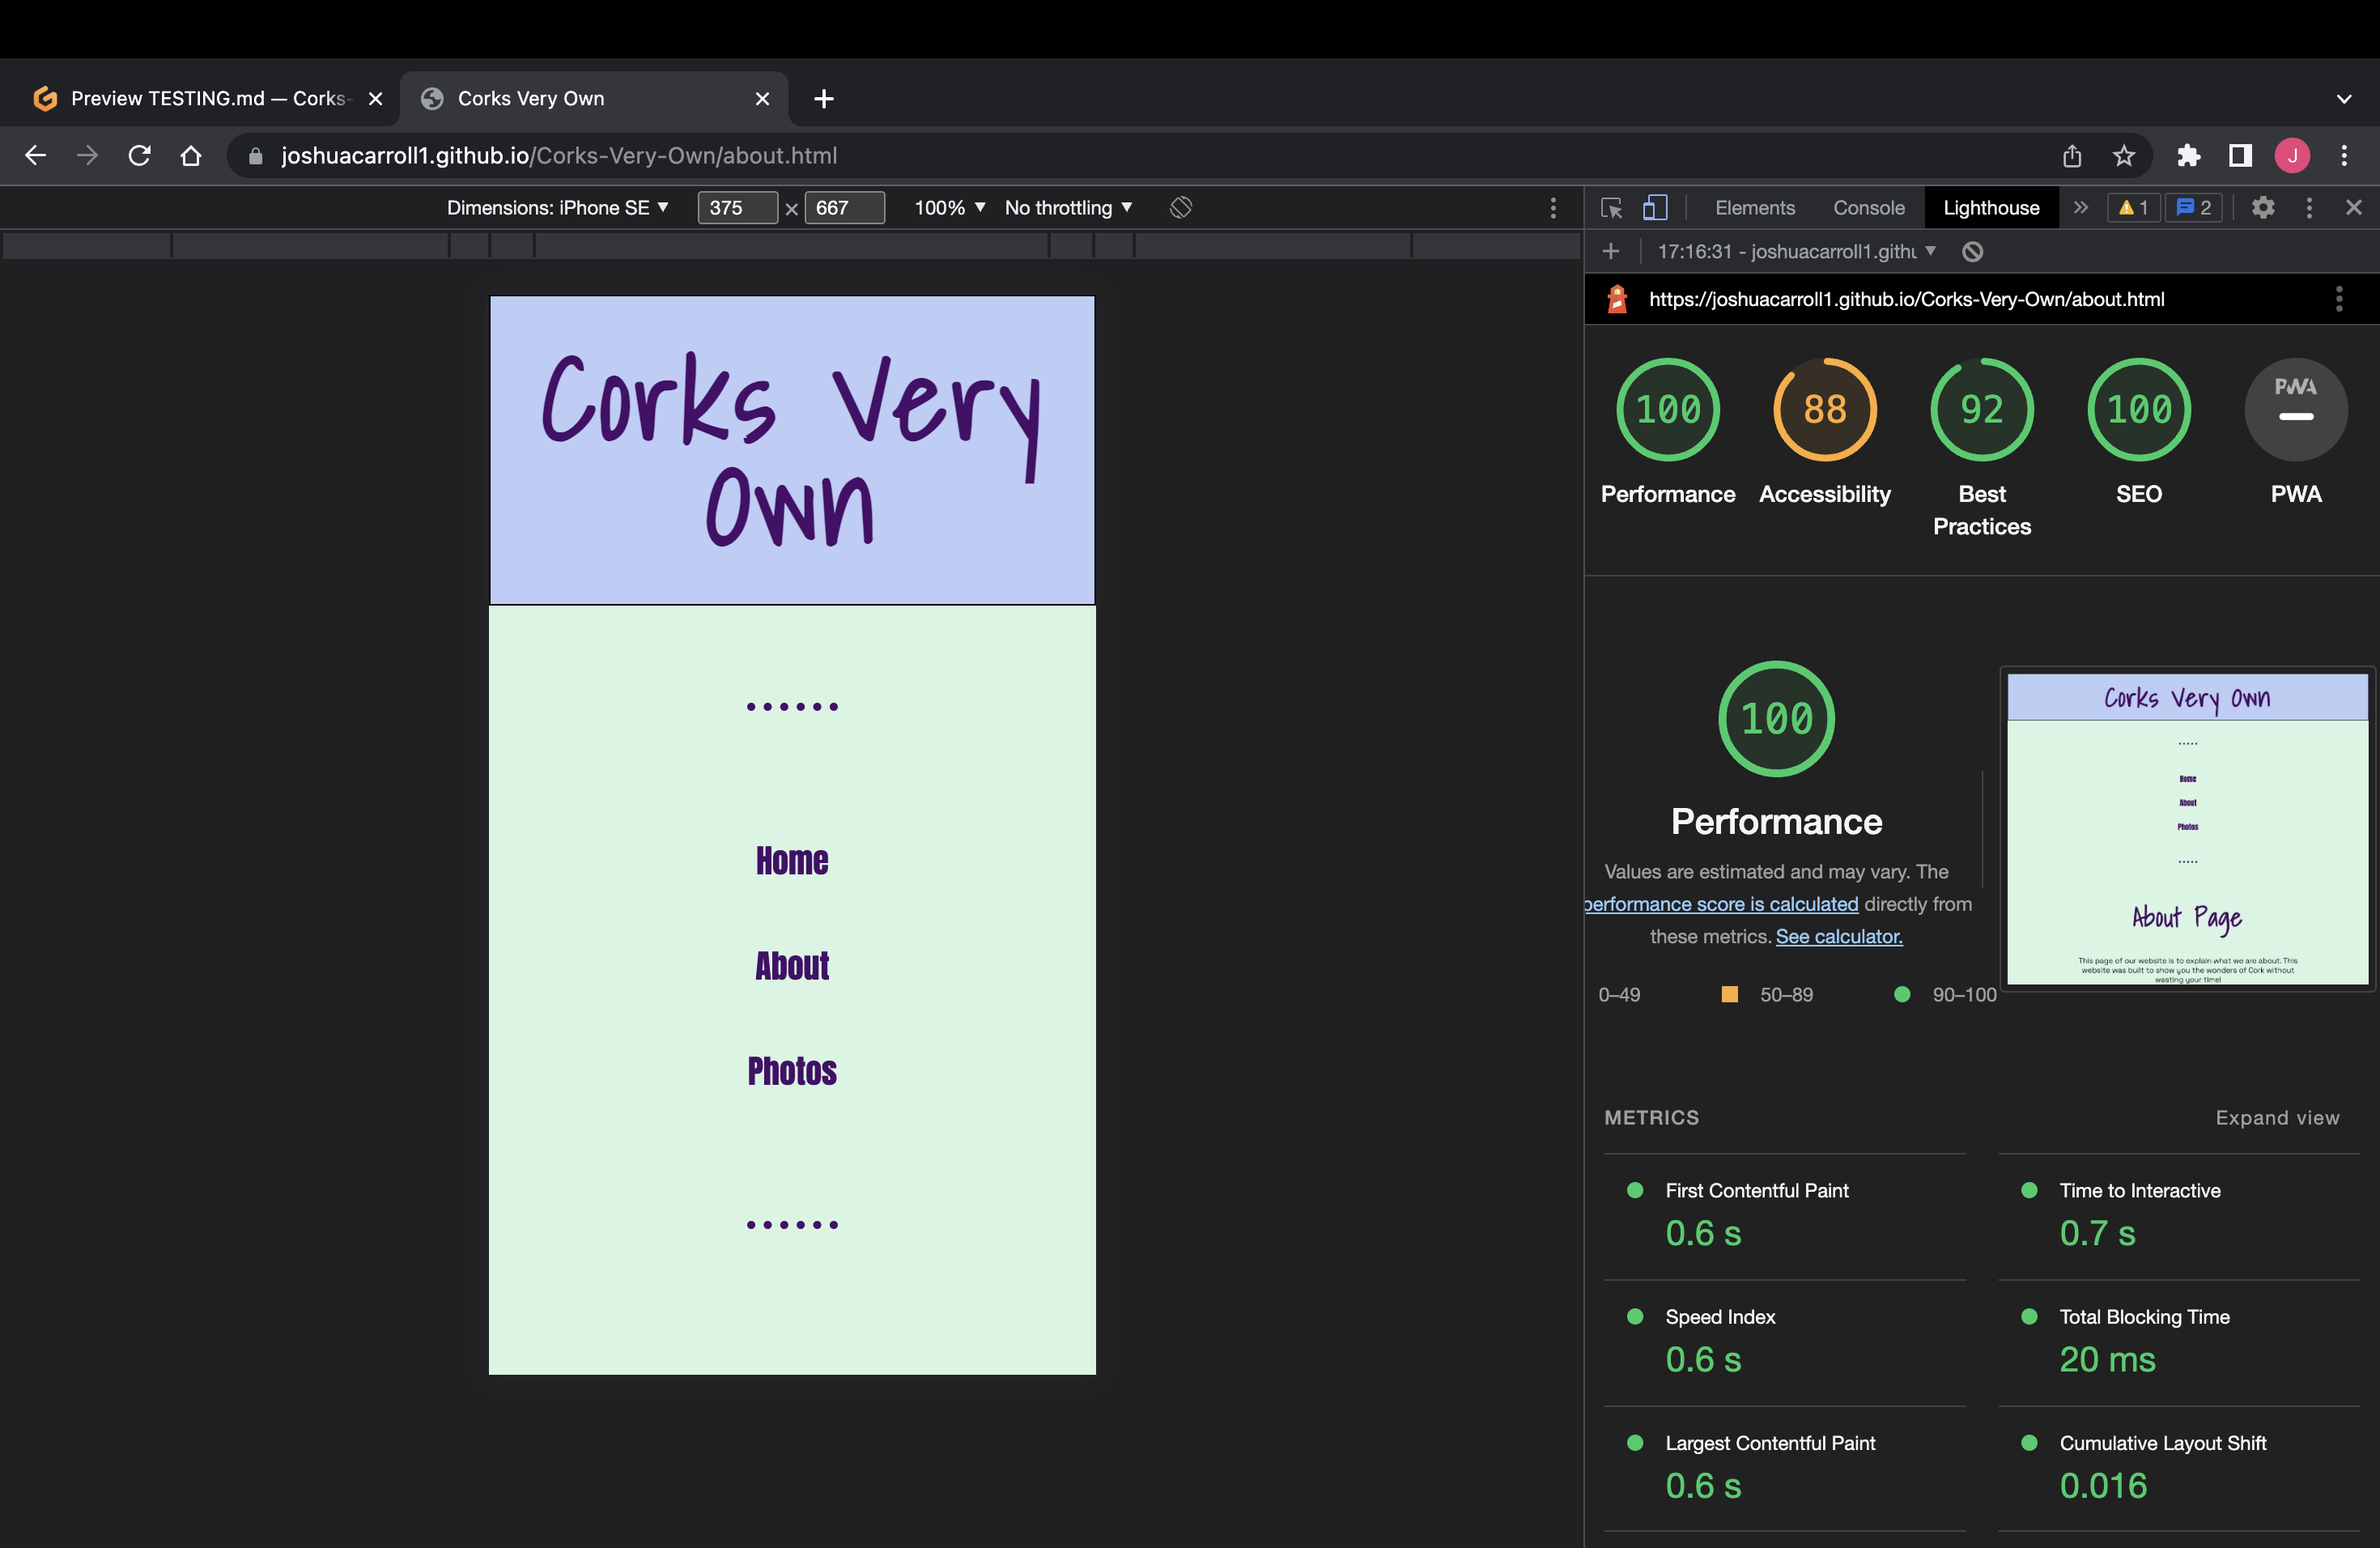 Preview TESTING.md — Corks-
Corks Very Own
joshuacarroll1.github.io/Corks-Very-Own/about.html
J
Dimensions: iPhone SE
375
×
667
100%
No throttling
Elements
Console
Lighthouse
1
2
17:16:31 - joshuacarroll1.githu
https://joshuacarroll1.github.io/Corks-Very-Own/about.html
Corks Very
Own
......
Home
About
Photos
......
100
88
92
100
PWA
Performance
Accessibility
Best
Practices
SEO
PWA
100
Performance
Values are estimated and may vary. The
performance score is calculated directly from
these metrics. See calculator.
0–49
50–89
90–100
Corks Very Own
.....
Home
About
Photos
.....
About Page
This page of our website is to explain what we are about. This
website was built to show you the wonders of Cork without
wasting your time!
METRICS
Expand view
First Contentful Paint
0.6 s
Time to Interactive
0.7 s
Speed Index
0.6 s
Total Blocking Time
20 ms
Largest Contentful Paint
0.6 s
Cumulative Layout Shift
0.016